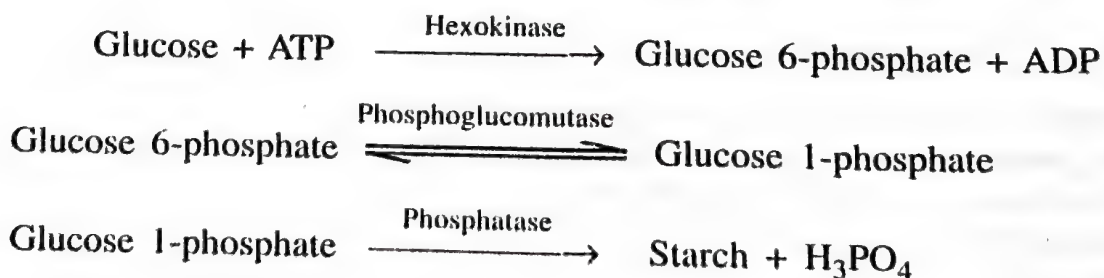 Hexokinase
Glucose + ATP ⟶ Glucose 6-phosphate + ADP
Phosphoglucomutase
Glucose 6-phosphate ⇌ Glucose 1-phosphate
Phosphatase
Glucose 1-phosphate ⟶ Starch + H₃PO₄